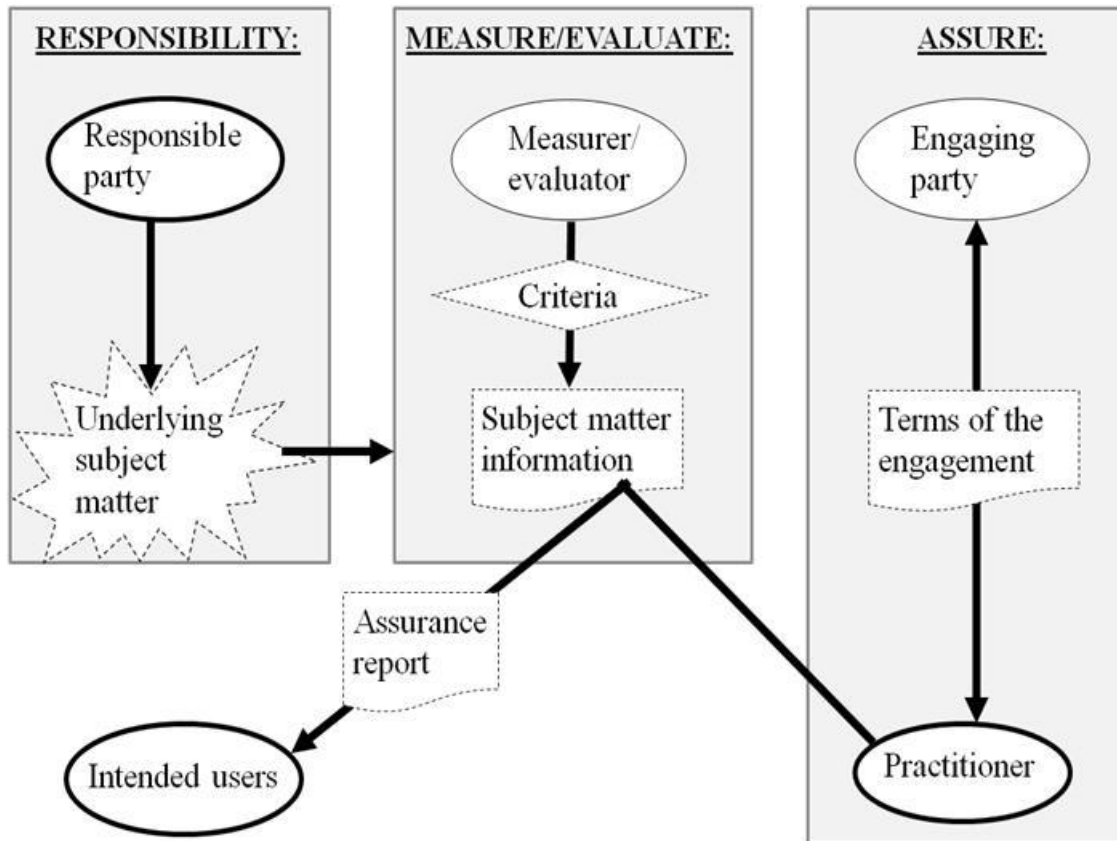 RESPONSIBILITY:
Responsible
party
Underlying
subject
matter
MEASURE/EVALUATE:
Measurer/
evaluator
Criteria
Subject matter
information
ASSURE:
Engaging
party
Terms of the
engagement
Practitioner
Assurance
report
Intended users